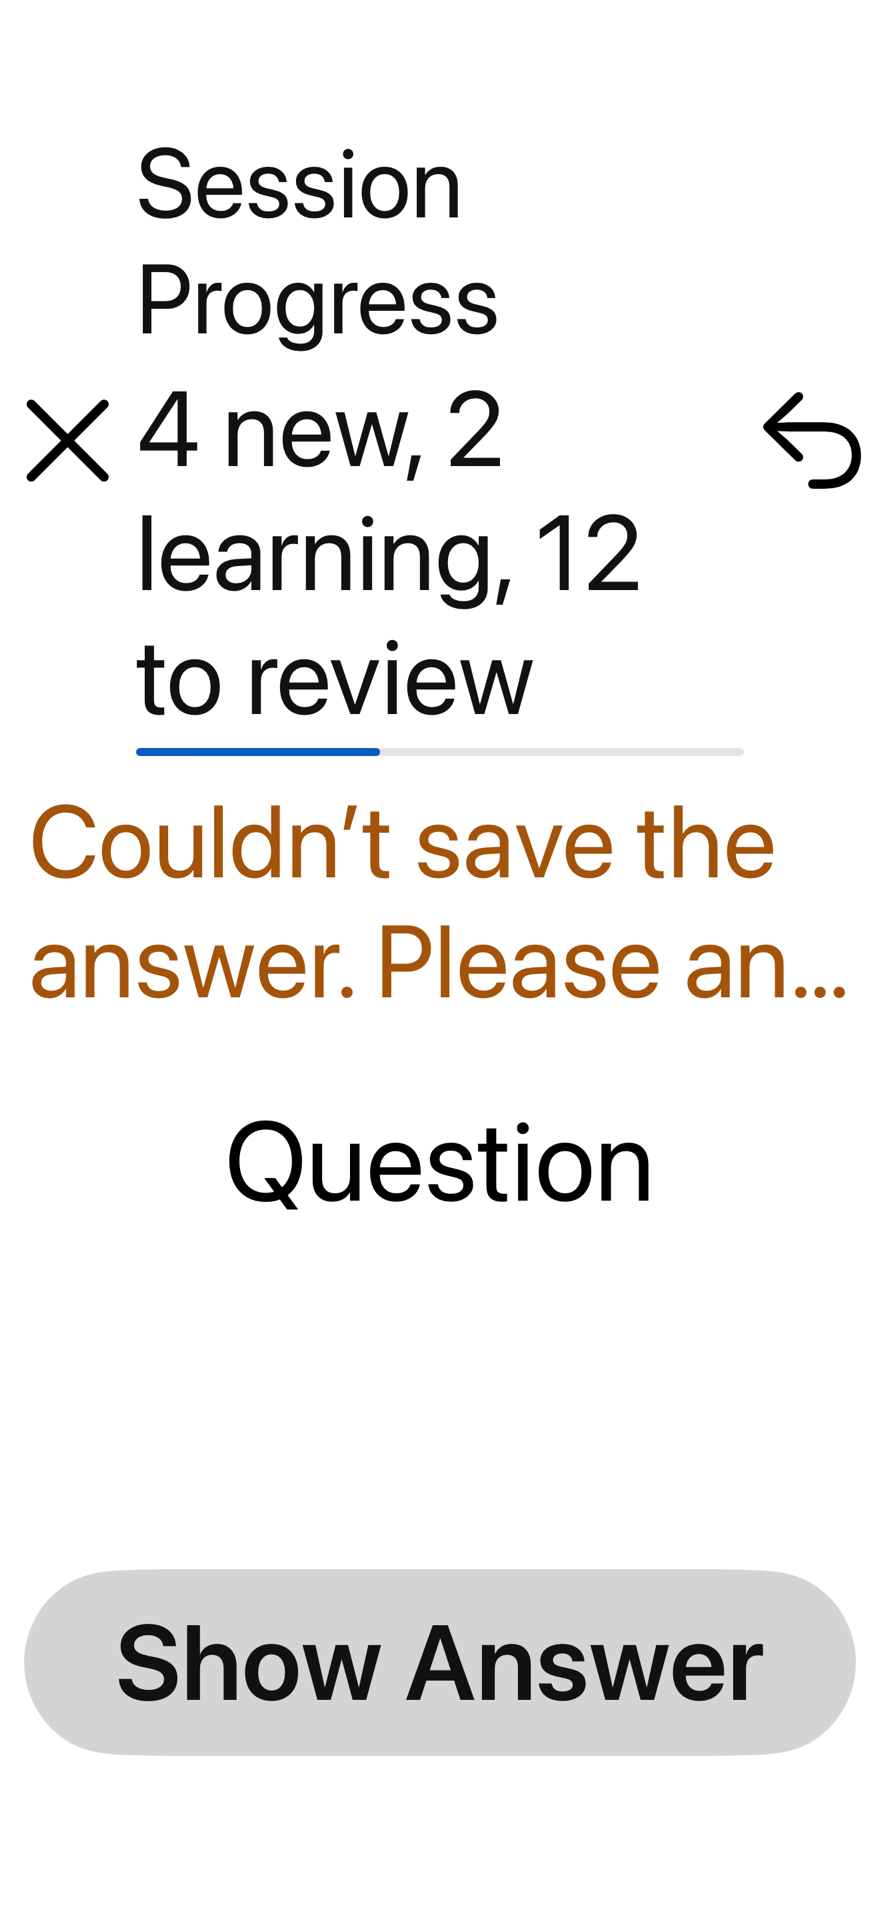 Session
Progress
4 new, 2
learning, 12
to review
Couldn’t save the
answer. Please an…
Question
Show Answer